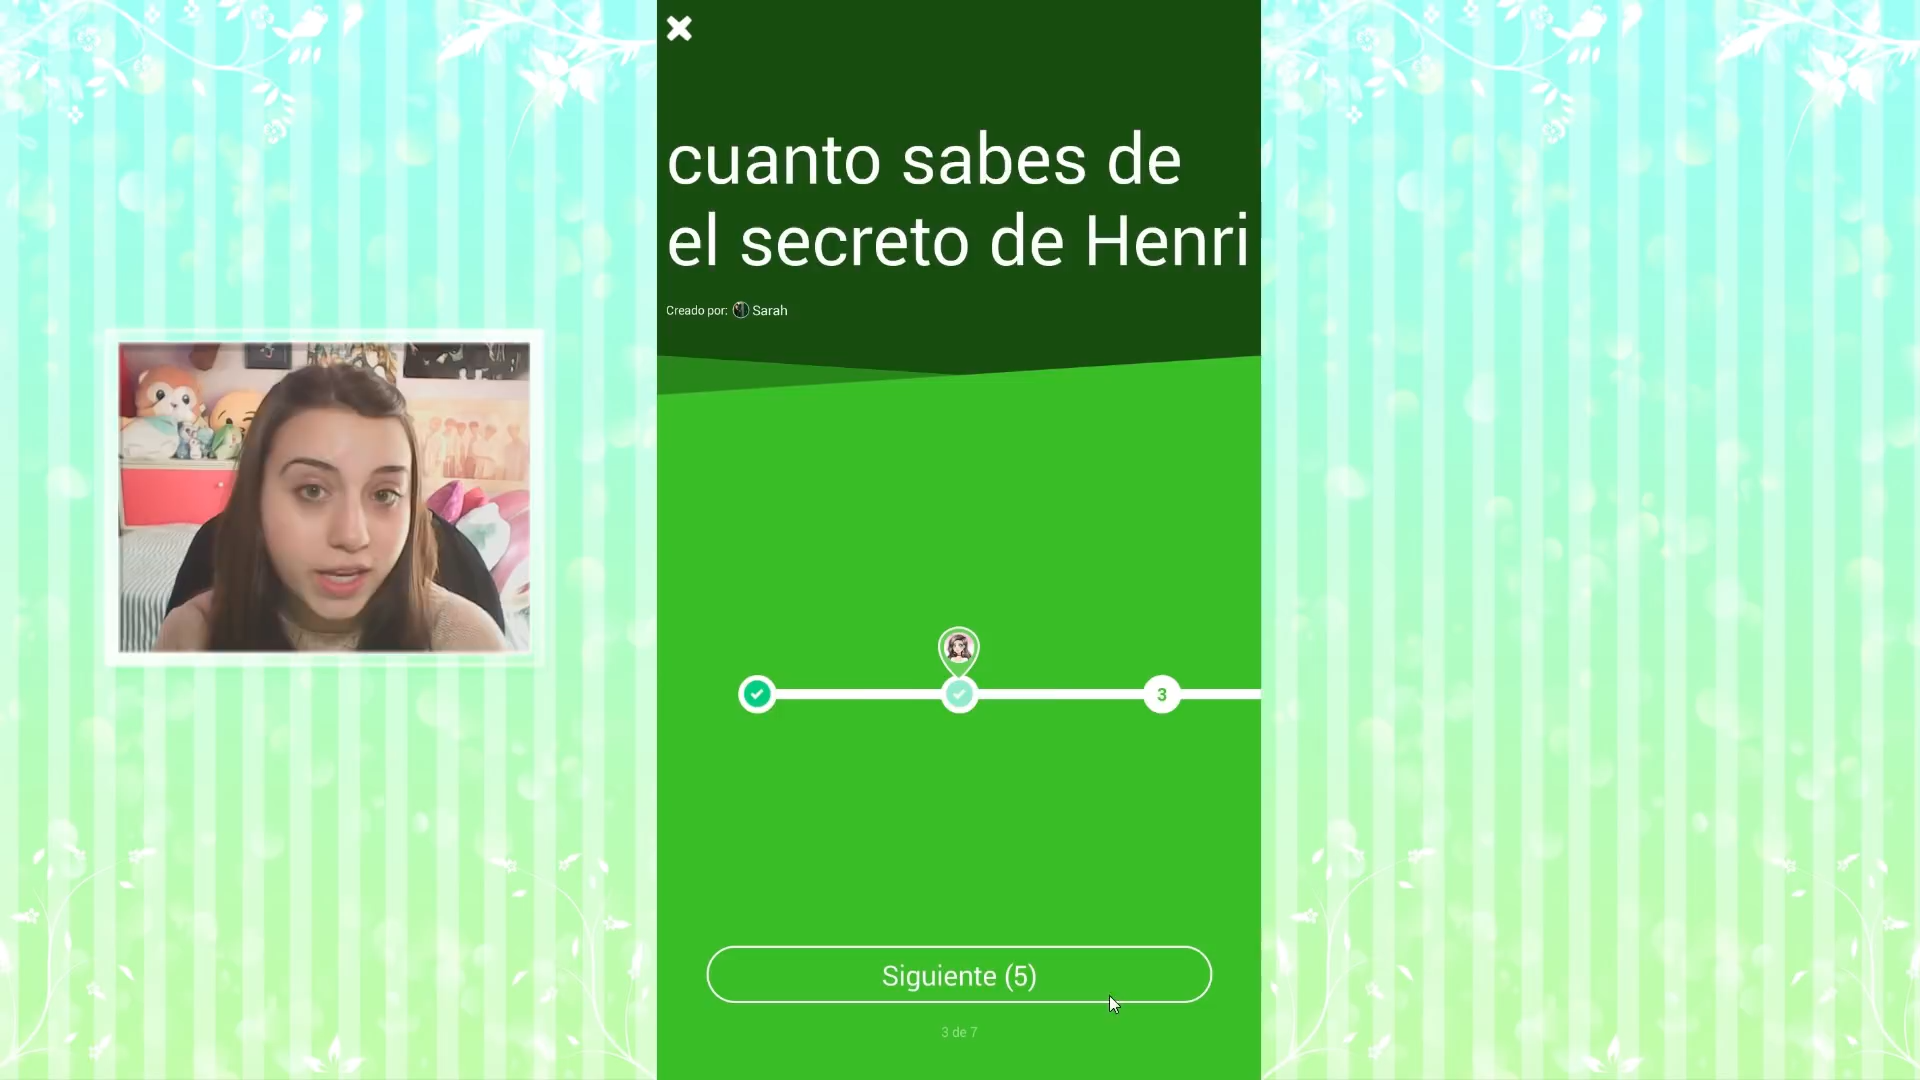 cuanto sabes de
el secreto de Henri
Creado por: Sarah
3
Siguiente (5)
3 de 7